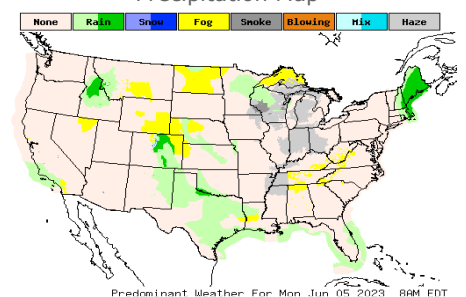 Precipitation Map
None Rain Snow Fog Smoke Blowing Mix Haze
Predominant Weather For Mon Jun 05 2023 8AM EDT